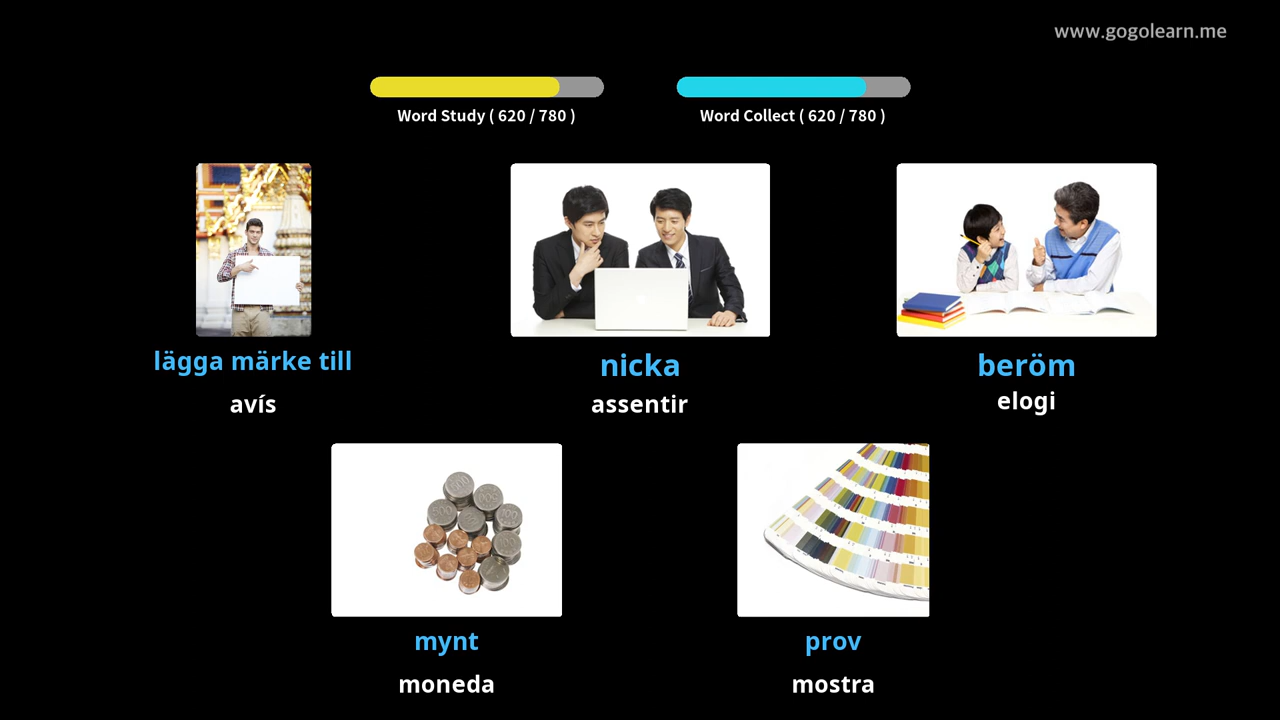 www.gogolearn.me
Word Study ( 620 / 780 )
Word Collect ( 620 / 780 )
lägga märke till
avís
nicka
assentir
beröm
elogi
mynt
moneda
prov
mostra